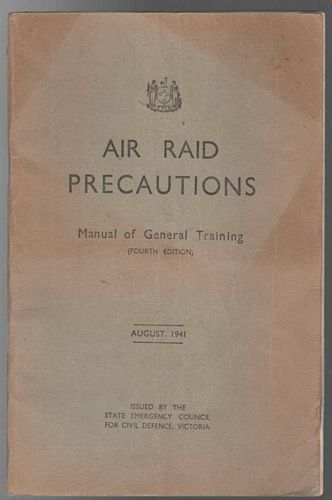 AIR RAID
PRECAUTIONS
Manual of General Training
(FOURTH EDITION)
AUGUST, 1941
ISSUED BY THE
STATE EMERGENCY COUNCIL
FOR CIVIL DEFENCE, VICTORIA